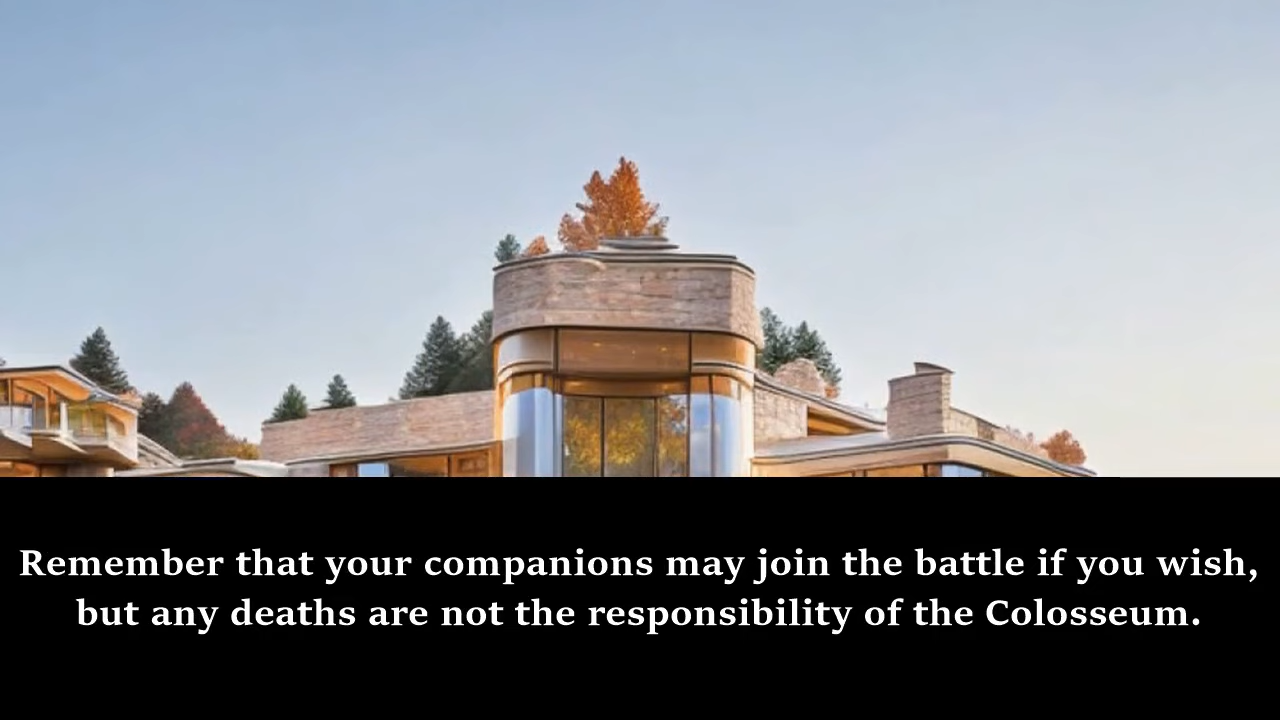 Remember that your companions may join the battle if you wish,
but any deaths are not the responsibility of the Colosseum.